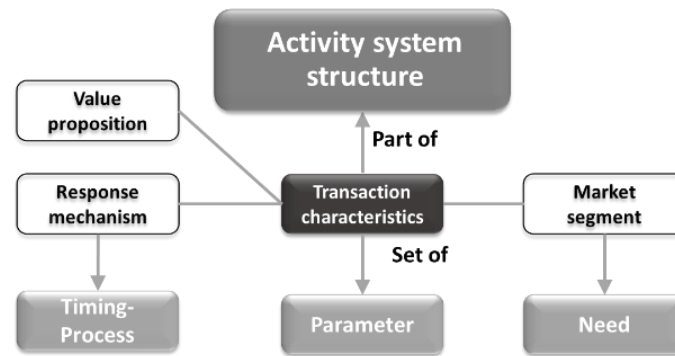 Activity system
structure
Value
proposition
Part of
Response
mechanism
Transaction
characteristics
Market
segment
Set of
Timing-
Process
Parameter
Need